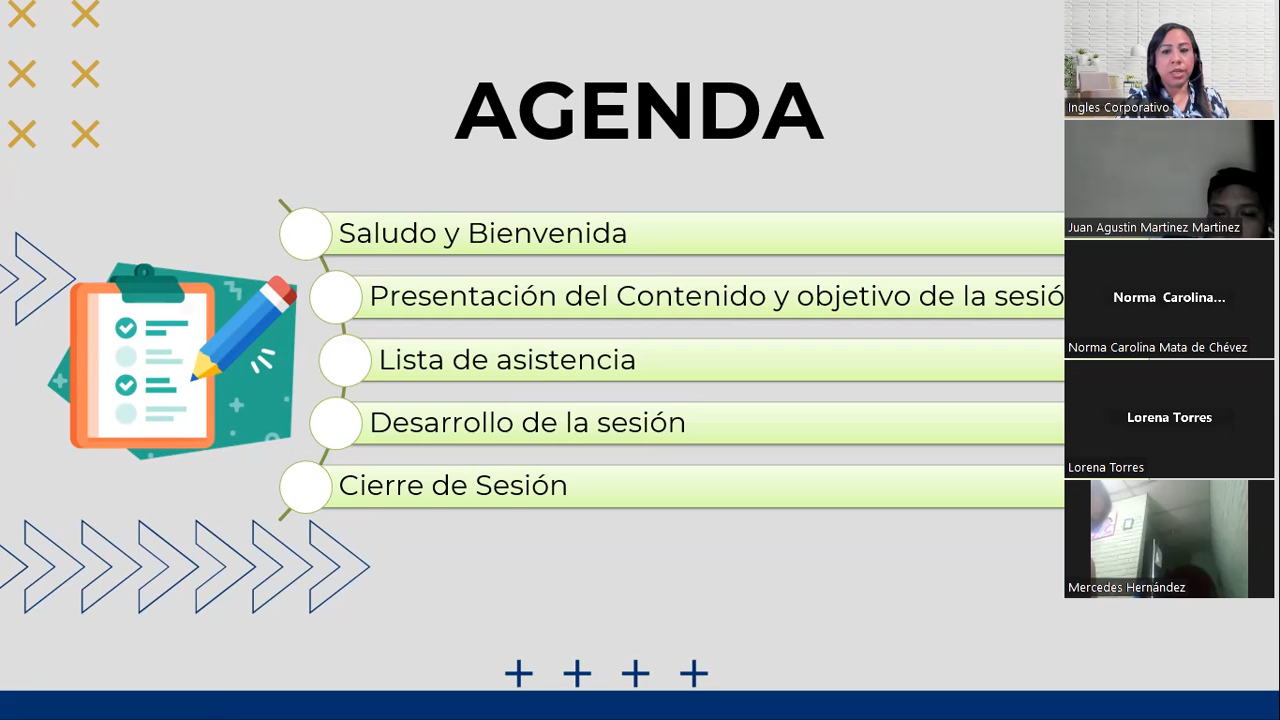 AGENDA
Saludo y Bienvenida
Presentación del Contenido y objetivo de la sesió
Lista de asistencia
Desarrollo de la sesión
Cierre de Sesión
Ingles Corporativo
Juan Agustin Martinez Martinez
Norma Carolina...
Norma Carolina Mata de Chévez
Lorena Torres
Lorena Torres
Mercedes Hernández